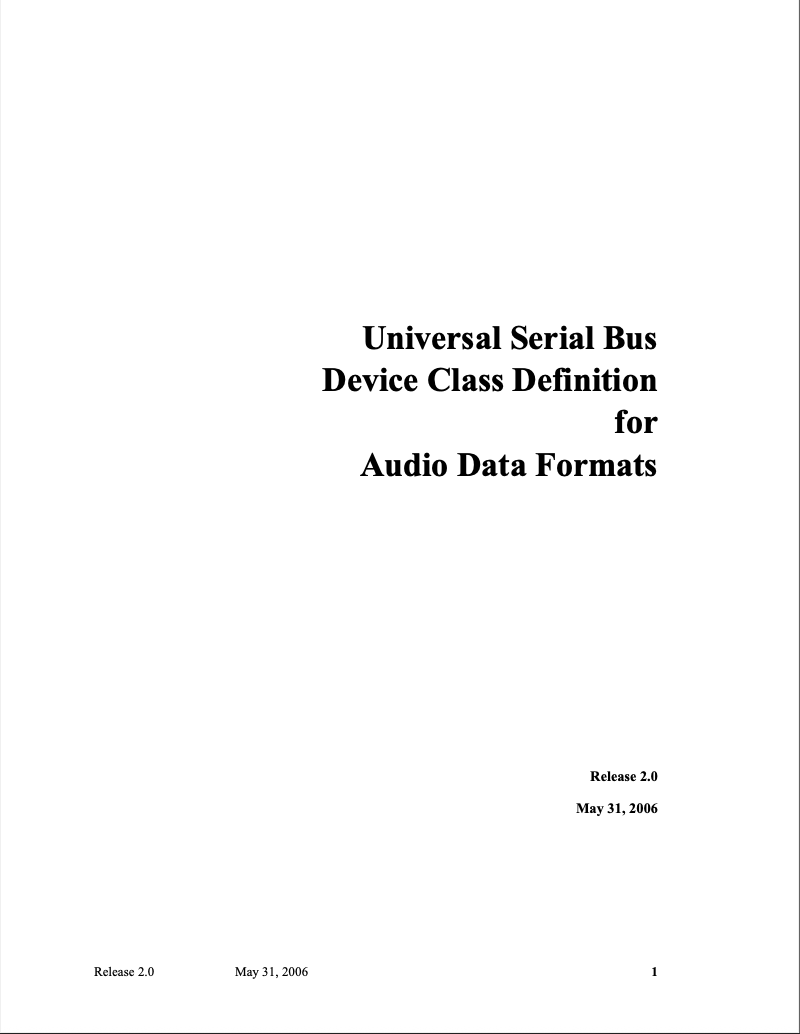 Universal Serial Bus
Device Class Definition
for
Audio Data Formats
Release 2.0
May 31, 2006
Release 2.0 May 31, 2006 1